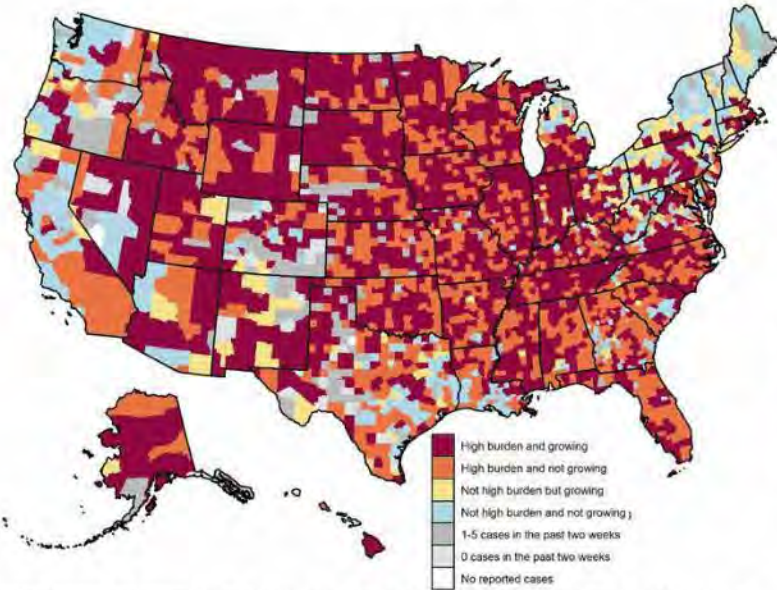 High burden and growing
High burden and not growing
Not high burden but growing
Not high burden and not growing
1-5 cases in the past two weeks
0 cases in the past two weeks
No reported cases